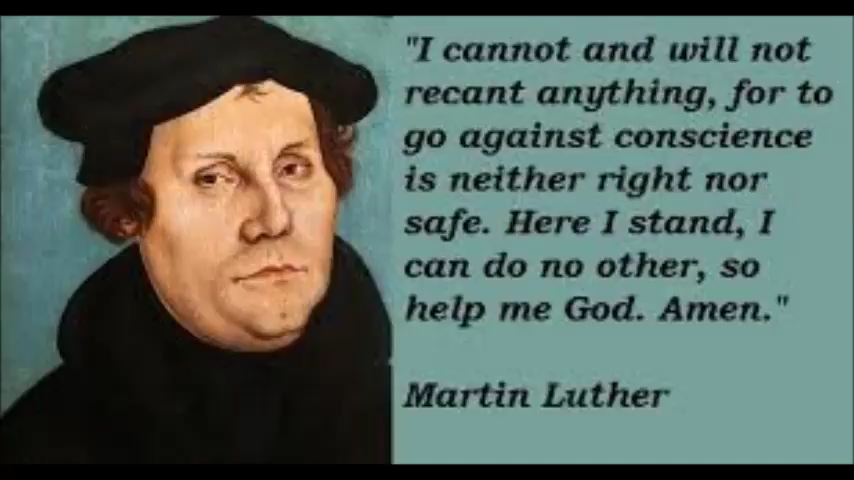 "I cannot and will not
recant anything, for to
go against conscience
is neither right nor
safe. Here I stand, I
can do no other, so
help me God. Amen."
Martin Luther